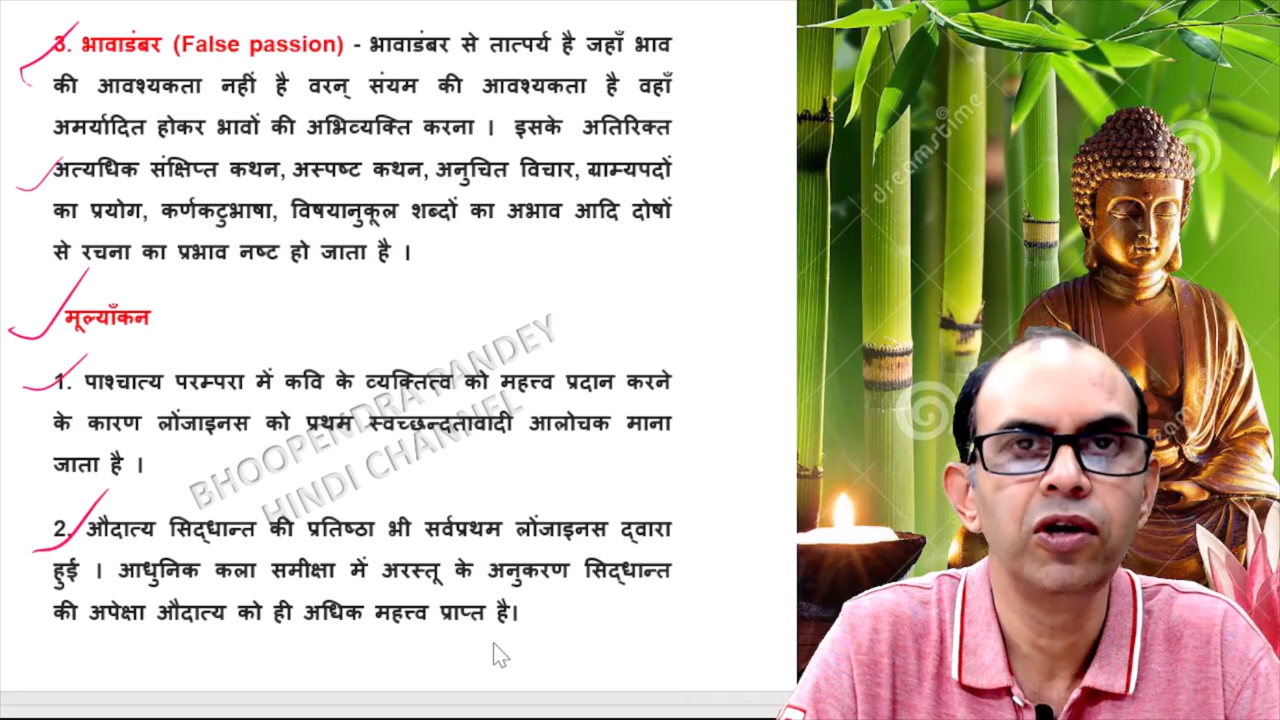 3. भावाडंबर (False passion) - भावाडंबर से तात्पर्य है जहाँ भाव
की आवश्यकता नहीं है वरन् संयम की आवश्यकता है वहाँ
अमर्यादित होकर भावों की अभिव्यक्ति करना । इसके अतिरिक्त
अत्यधिक संक्षिप्त कथन, अस्पष्ट कथन, अनुचित विचार, ग्राम्यपदों
का प्रयोग, कर्णकटुभाषा, विषयानुकूल शब्दों का अभाव आदि दोषों
से रचना का प्रभाव नष्ट हो जाता है ।
मूल्याँकन
1. पाश्चात्य परम्परा में कवि के व्यक्तित्व को महत्त्व प्रदान करने
के कारण लोंजाइनस को प्रथम स्वच्छन्दतावादी आलोचक माना
जाता है ।
2. औदात्य सिद्धान्त की प्रतिष्ठा भी सर्वप्रथम लोंजाइनस द्वारा
हुई । आधुनिक कला समीक्षा में अरस्तू के अनुकरण सिद्धान्त
की अपेक्षा औदात्य को ही अधिक महत्त्व प्राप्त है।
BHOOPENDRA PANDEY
HINDI CHANNEL
dreamstime
dreamstime